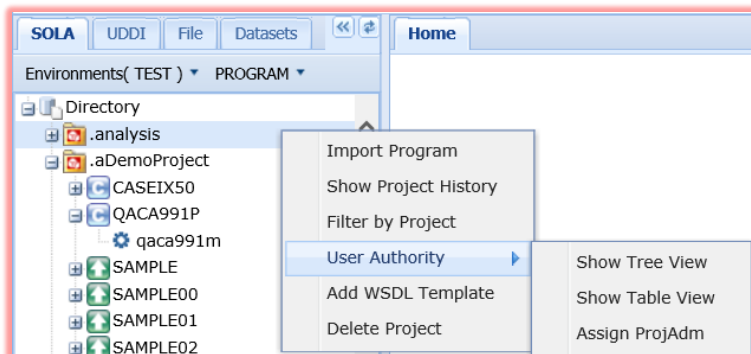 SOLA UDDI File Datasets Home
Environments( TEST ) PROGRAM
Directory
.analysis
.aDemoProject
CASEIX50
QACA991P
qaca991m
SAMPLE
SAMPLE00
SAMPLE01
SAMPLE02
Import Program
Show Project History
Filter by Project
User Authority
Add WSDL Template
Delete Project
Show Tree View
Show Table View
Assign ProjAdm